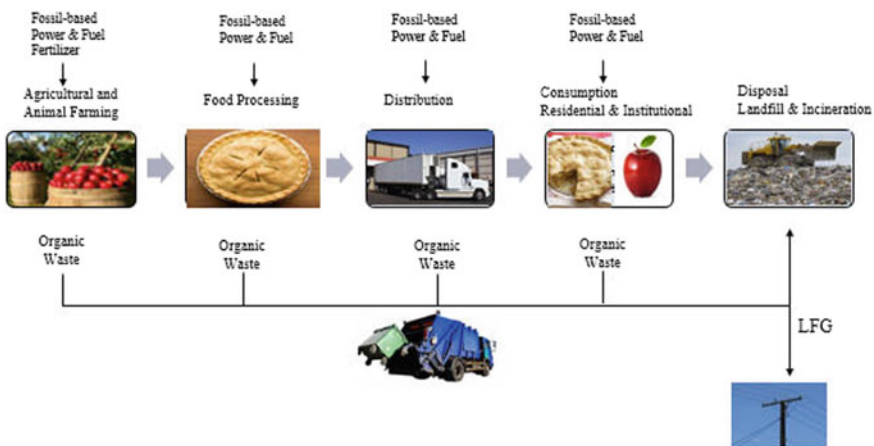 Fossil-based
Power & Fuel
Fertilizer
Fossil-based
Power & Fuel
Fossil-based
Power & Fuel
Fossil-based
Power & Fuel
Agricultural and
Animal Farming
Food Processing
Distribution
Consumption
Residential & Institutional
Disposal
Landfill & Incineration
Organic
Waste
Organic
Waste
Organic
Waste
Organic
Waste
LFG